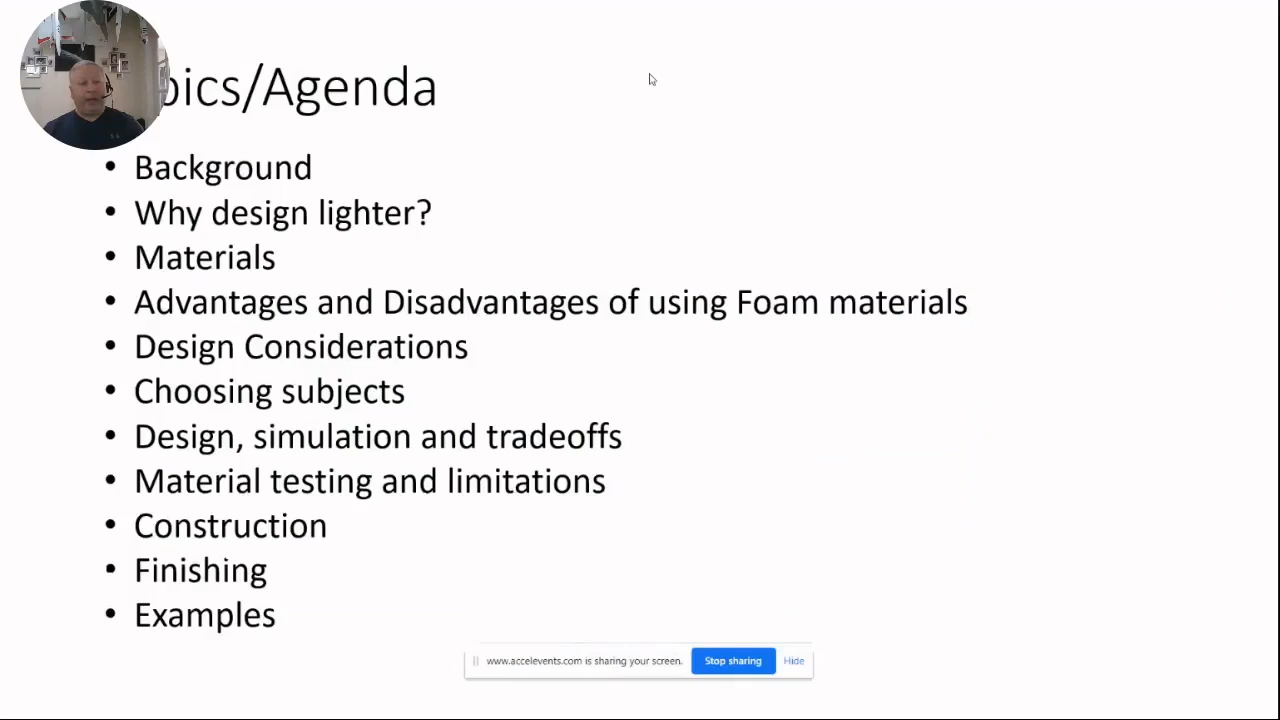 pics/Agenda
• Background
• Why design lighter?
• Materials
• Advantages and Disadvantages of using Foam materials
• Design Considerations
• Choosing subjects
• Design, simulation and tradeoffs
• Material testing and limitations
• Construction
• Finishing
• Examples
www.accelevents.com is sharing your screen. Stop sharing Hide